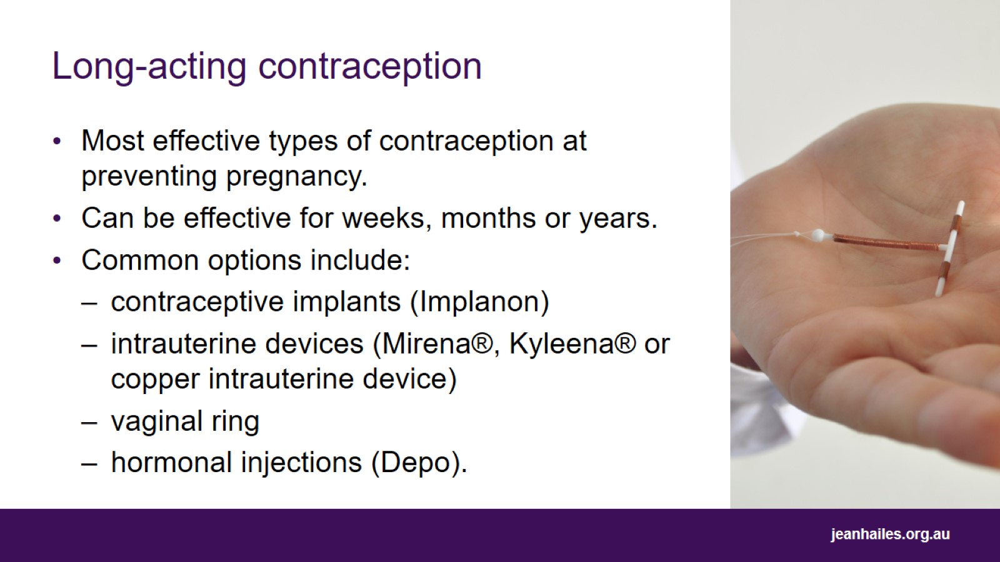 Long-acting contraception
• Most effective types of contraception at
preventing pregnancy.
• Can be effective for weeks, months or years.
• Common options include:
– contraceptive implants (Implanon)
– intrauterine devices (Mirena®, Kyleena® or
copper intrauterine device)
– vaginal ring
– hormonal injections (Depo).
jeanhailes.org.au